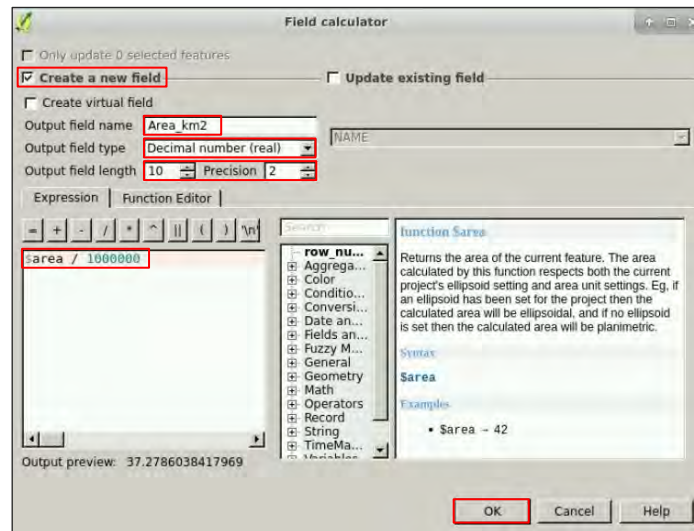 Field calculator
Only update 0 selected features
Create a new field
Update existing field
Create virtual field
Output field name Area_km2
Output field type Decimal number (real)
NAME
Output field length 10 Precision 2
Expression Function Editor
= + - / * ^ || ( ) '\n'
$area / 1000000
Search
row_nu...
Aggrega...
Color
Conditio...
Conversi...
Date an...
Fields an...
Fuzzy M...
General
Geometry
Math
Operators
Record
String
TimeMa...
Variables
function $area
Returns the area of the current feature. The area
calculated by this function respects both the current
project's ellipsoid setting and area unit settings. Eg, if
an ellipsoid has been set for the project then the
calculated area will be ellipsoidal, and if no ellipsoid
is set then the calculated area will be planimetric.
Syntax
$area
Examples
• $area → 42
Output preview: 37.2786038417969
OK Cancel Help